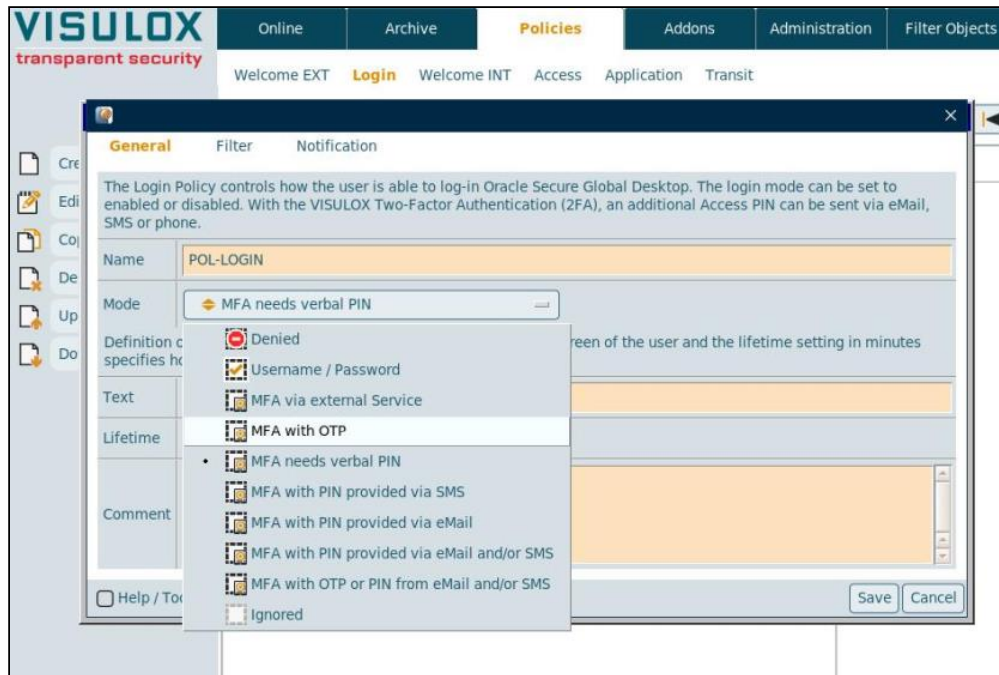 VISULOX
transparent security
Online Archive Policies Addons Administration Filter Objects
Welcome EXT Login Welcome INT Access Application Transit
General Filter Notification
The Login Policy controls how the user is able to log-in Oracle Secure Global Desktop. The login mode can be set to
enabled or disabled. With the VISULOX Two-Factor Authentication (2FA), an additional Access PIN can be sent via eMail,
SMS or phone.
Name POL-LOGIN
Mode MFA needs verbal PIN
Definition
reen of the user and the lifetime setting in minutes
specifies
Text
Lifetime
Comment
Denied
Username / Password
MFA via external Service
MFA with OTP
MFA needs verbal PIN
MFA with PIN provided via SMS
MFA with PIN provided via eMail
MFA with PIN provided via eMail and/or SMS
MFA with OTP or PIN from eMail and/or SMS
Ignored
Help /
Save Cancel
Cre
Edi
Co
De
Up
Do